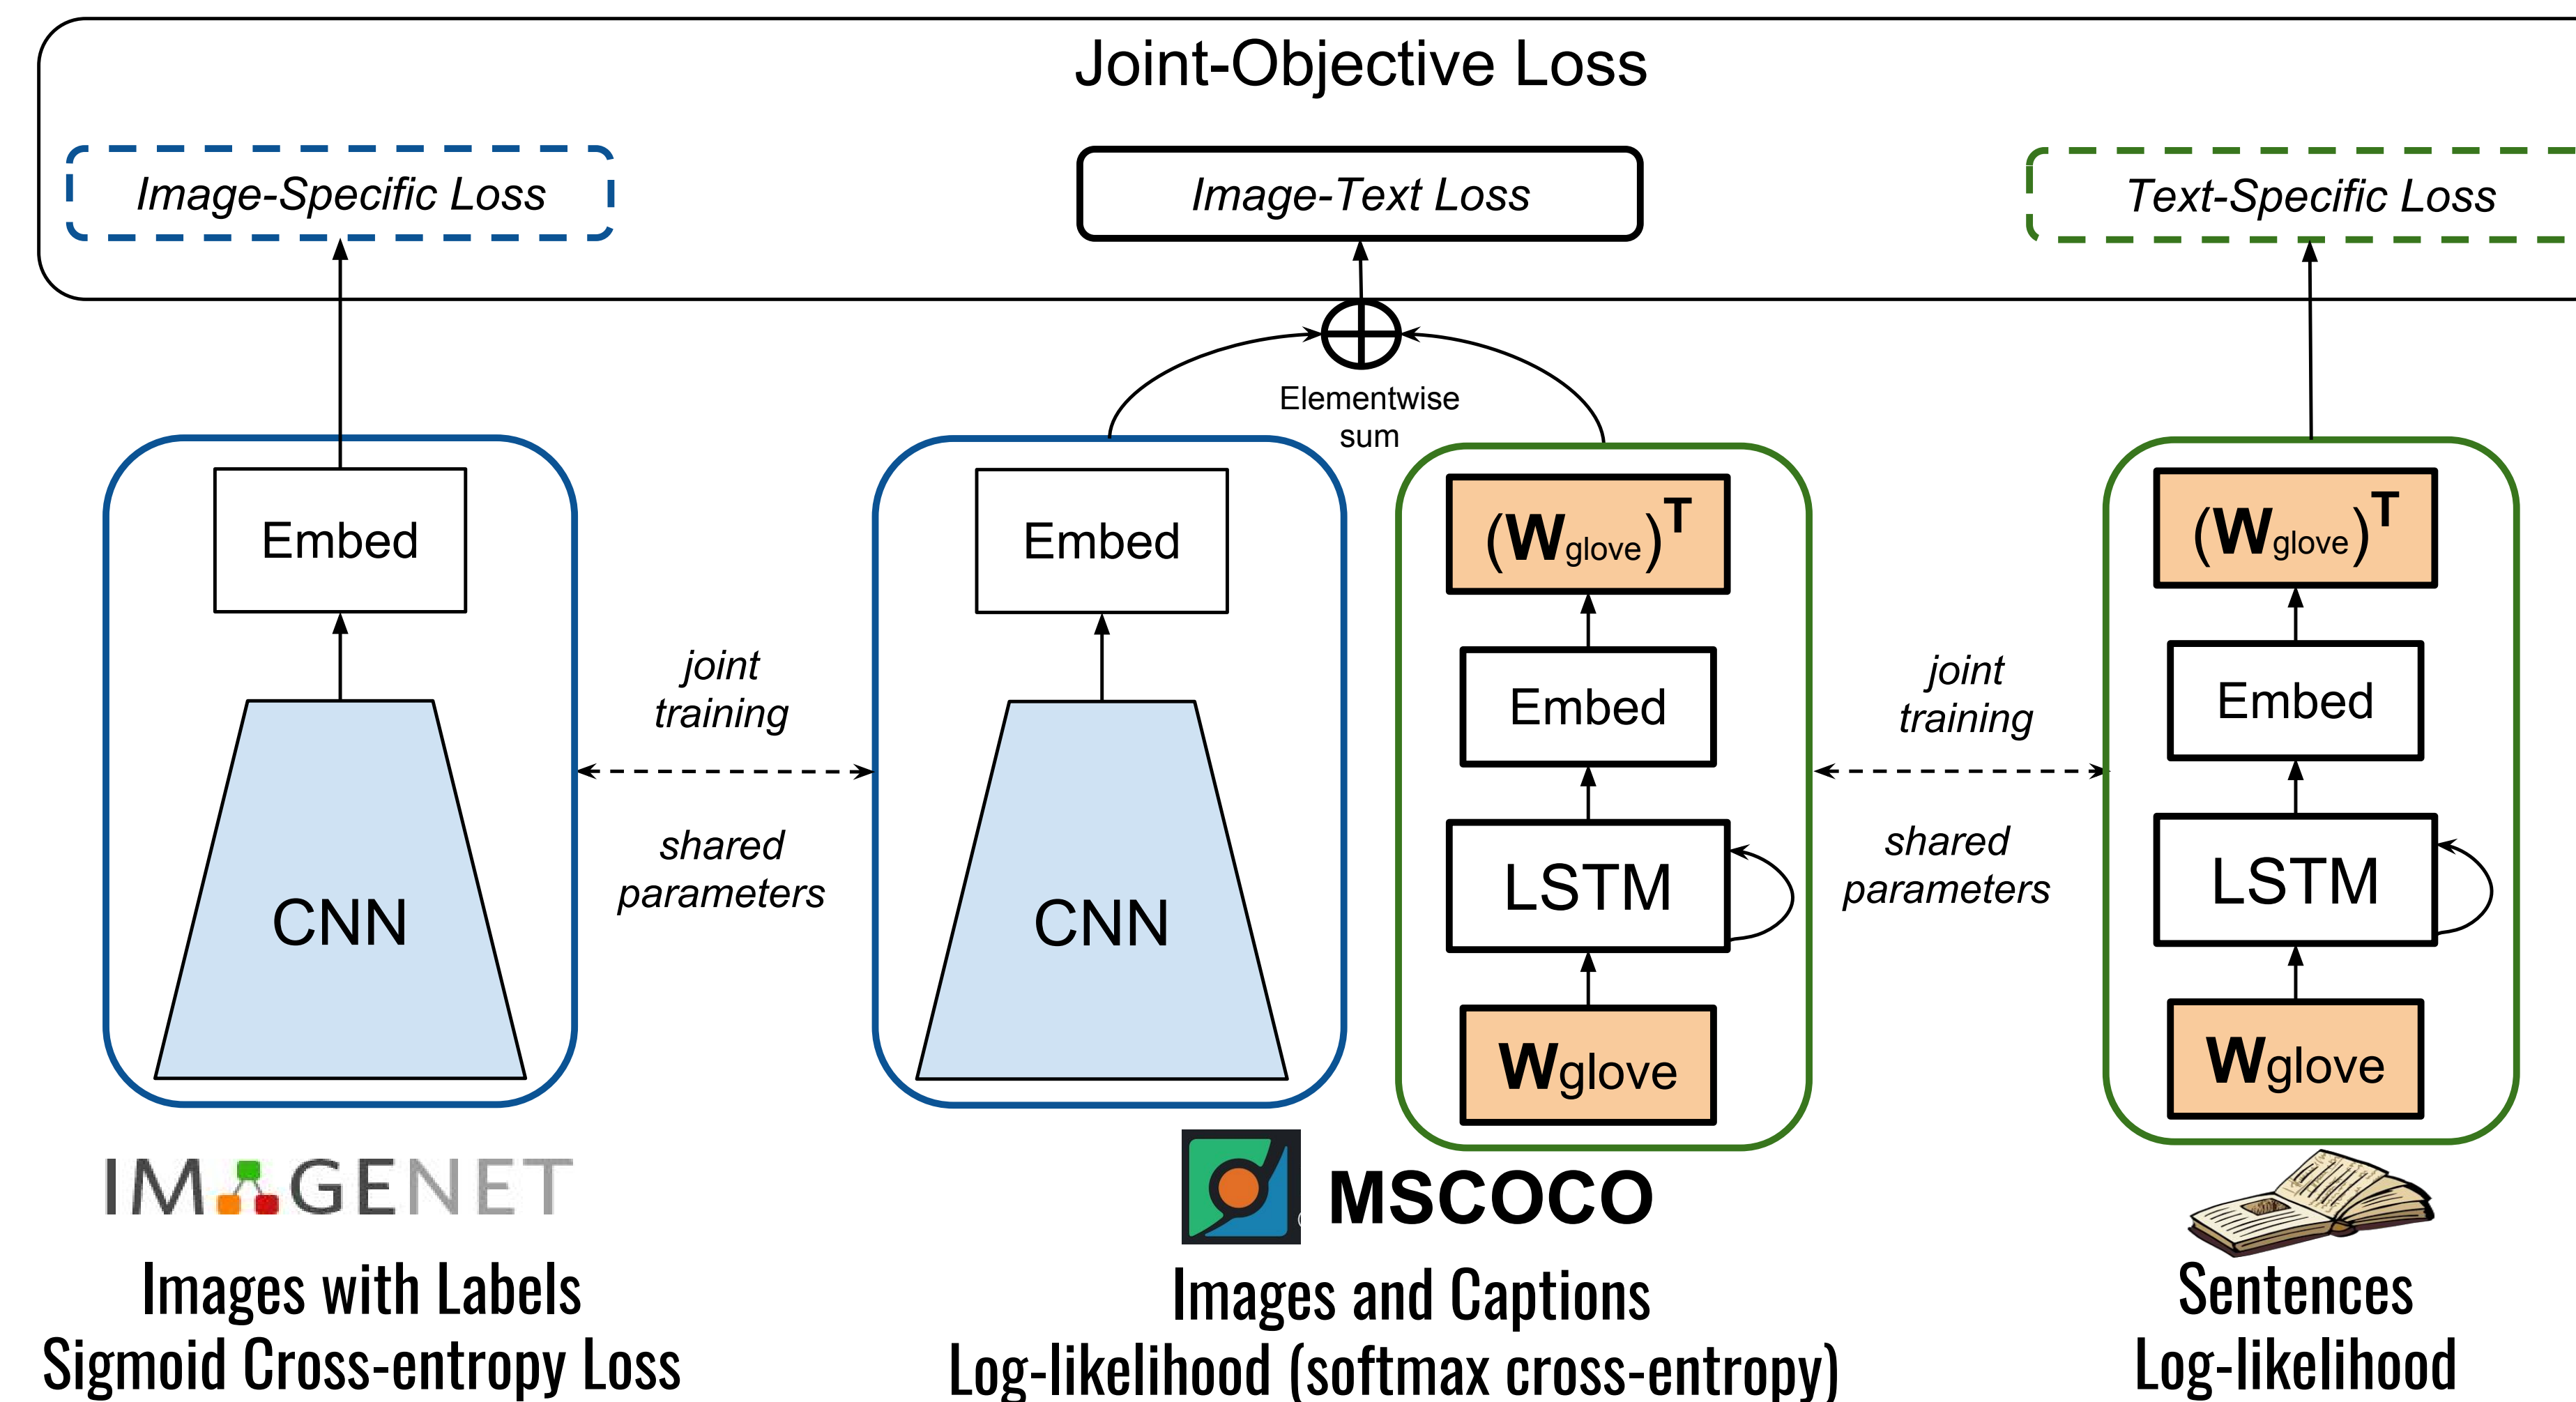 Joint-Objective Loss
Image-Specific Loss
Image-Text Loss
Text-Specific Loss
Elementwise
sum
Embed
CNN
joint
training
shared
parameters
Embed
CNN
(Wglove)T
Embed
LSTM
Wglove
joint
training
shared
parameters
(Wglove)T
Embed
LSTM
Wglove
IMAGENET
Images with Labels
Sigmoid Cross-entropy Loss
MSCOCO
Images and Captions
Log-likelihood (softmax cross-entropy)
Sentences
Log-likelihood